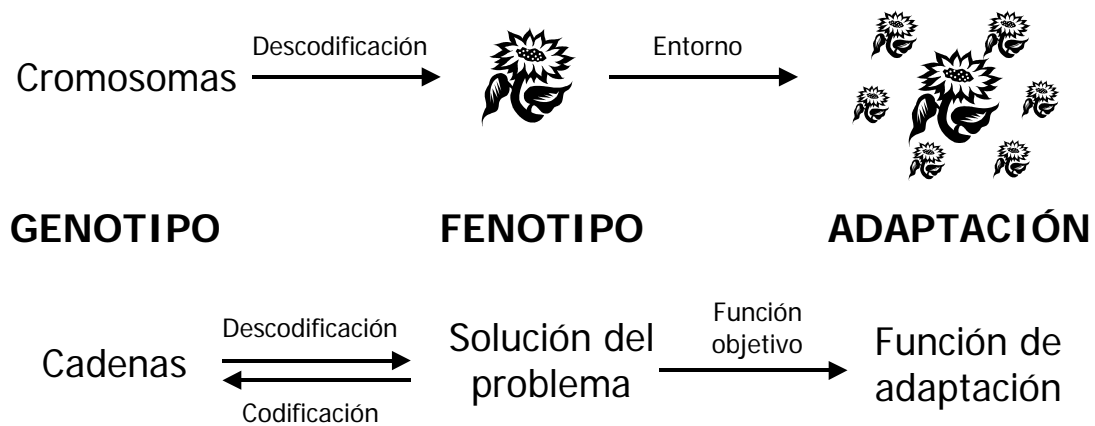 Descodificación
Entorno
Cromosomas
GENOTIPO
FENOTIPO
ADAPTACIÓN
Descodificación
Cadenas
Codificación
Solución del
problema
Función
objetivo
Función de
adaptación